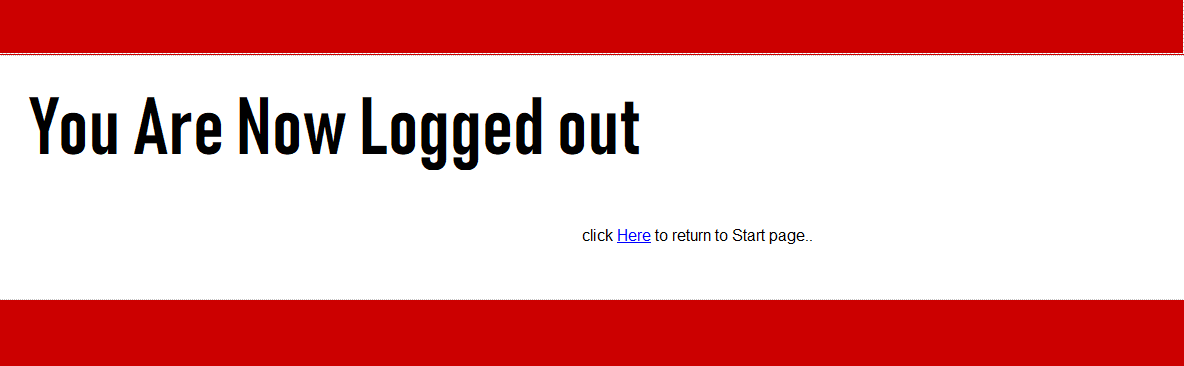 You Are Now Logged out
click Here to return to Start page..